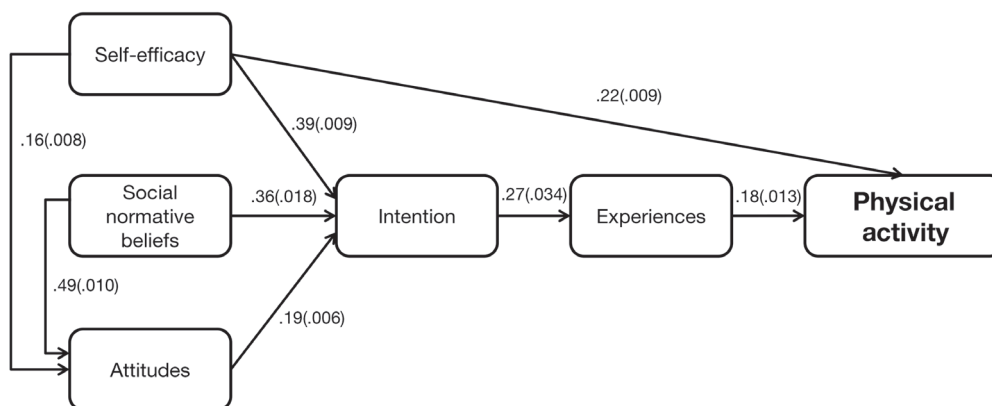 Self-efficacy
.22(.009)
.39(.009)
.16(.008)
Social
normative
beliefs
.36(.018)
Intention
.27(.034)
Experiences
.18(.013)
Physical
activity
.49(.010)
.19(.006)
Attitudes